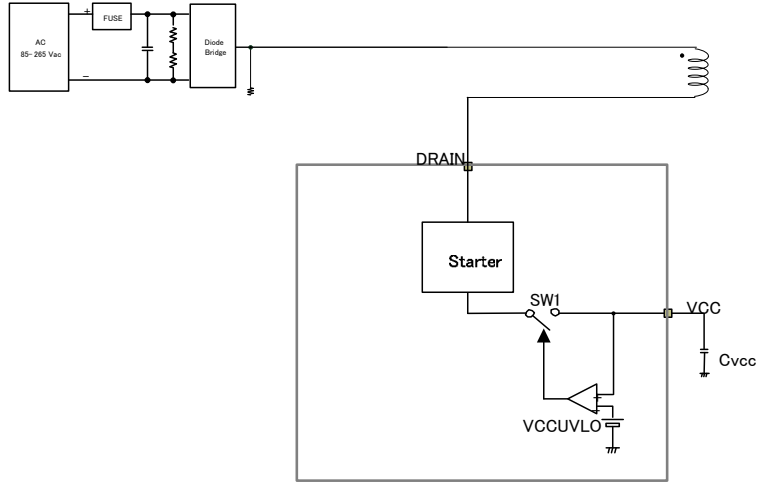 +
FUSE
AC
85-265 Vac
Diode
Bridge
-
DRAIN
Starter
SW1
VCC
Cvcc
+
-
VCCUVLO